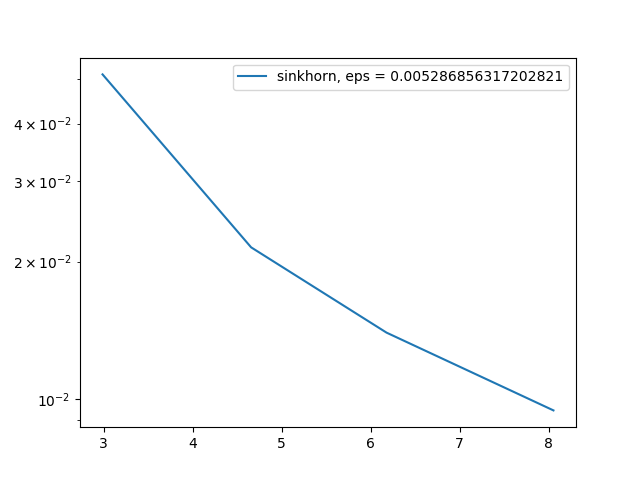 sinkhorn, eps = 0.005286856317202821
4 × 10⁻²
3 × 10⁻²
2 × 10⁻²
10⁻²
3 4 5 6 7 8